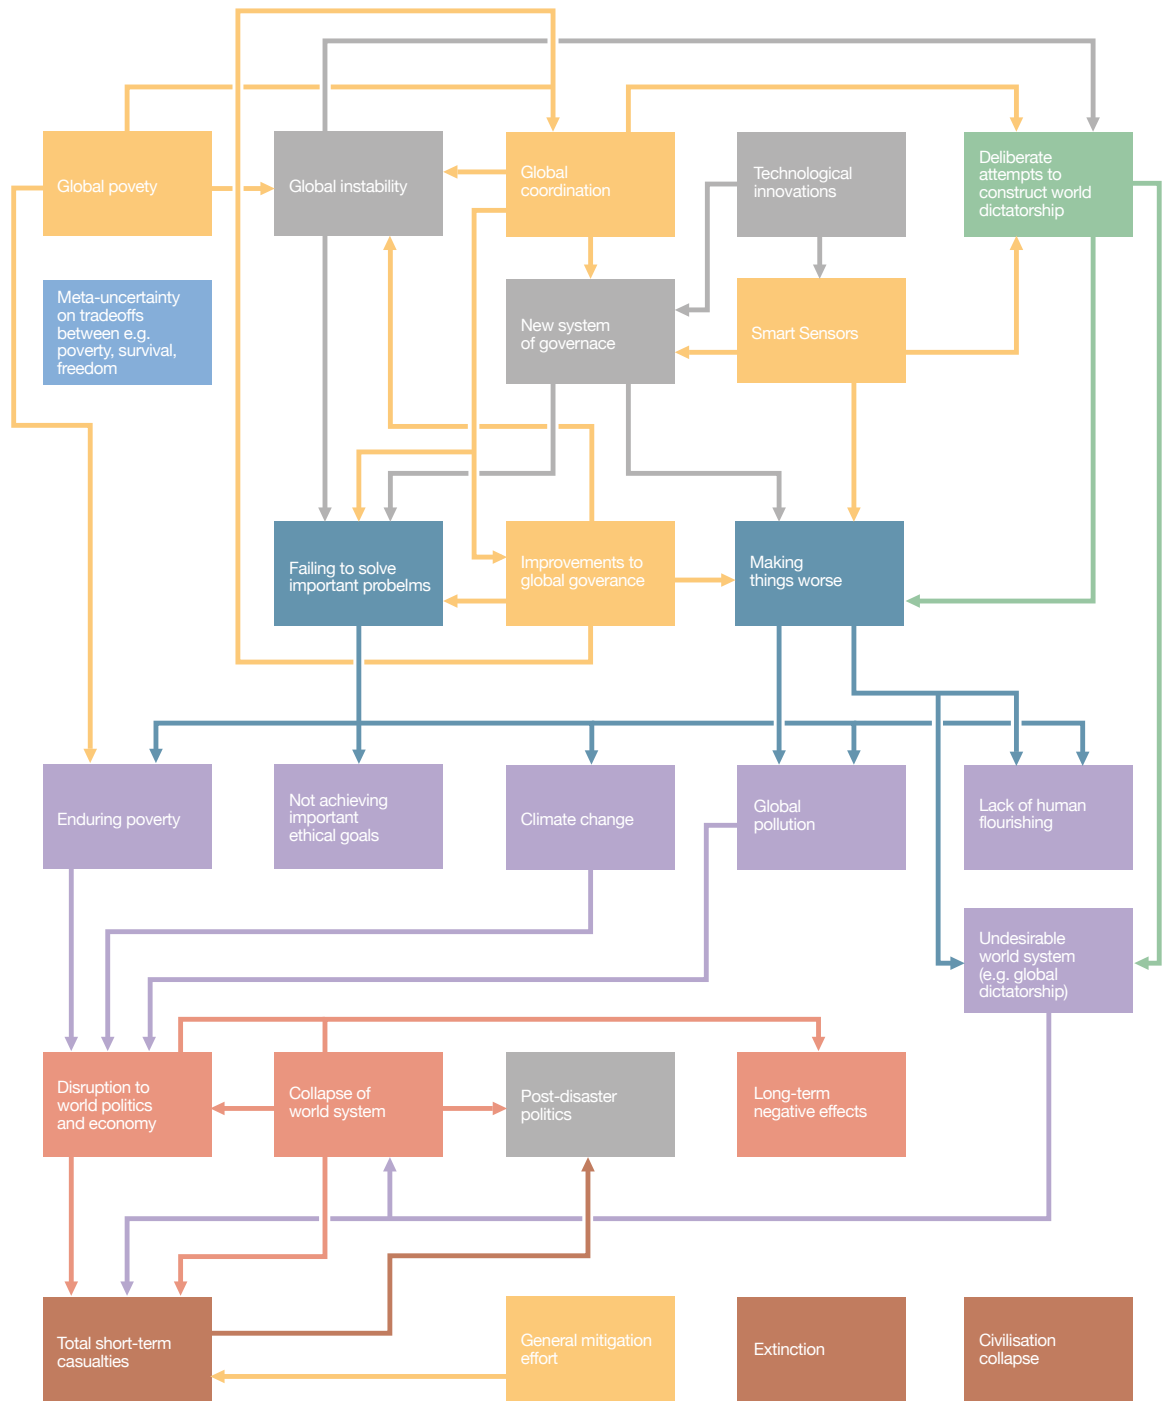 Global povety
Global instability
Global
coordination
Technological
innovations
Deliberate
attempts to
construct world
dictatorship
Meta-uncertainty
on tradeoffs
between e.g.
poverty, survival,
freedom
New system
of governace
Smart Sensors
Failing to solve
important probelms
Improvements to
global goverance
Making
things worse
Enduring poverty
Not achieving
important
ethical goals
Climate change
Global
pollution
Lack of human
flourishing
Undesirable
world system
(e.g. global
dictatorship)
Disruption to
world politics
and economy
Collapse of
world system
Post-disaster
politics
Long-term
negative effects
Total short-term
casualties
General mitigation
effort
Extinction
Civilisation
collapse